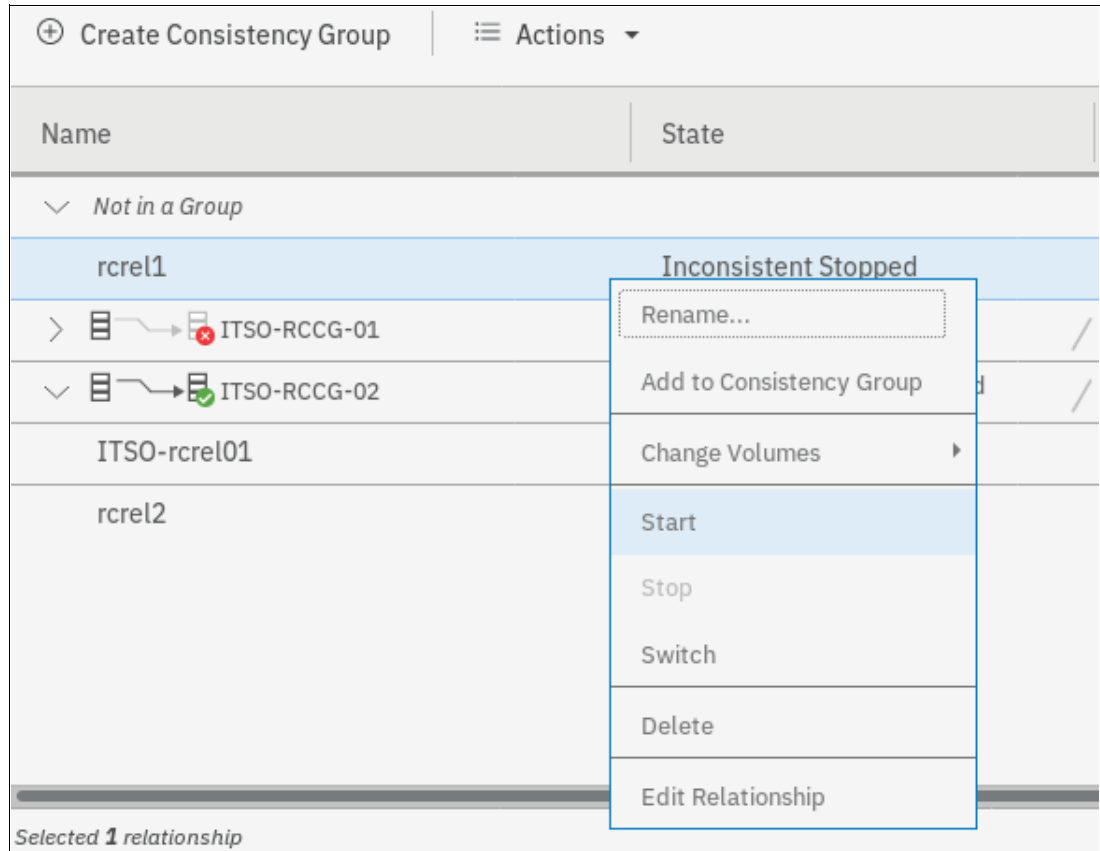 Create Consistency Group Actions
Name State
Not in a Group
rcrel1 Inconsistent Stopped
Rename...
ITSO-RCCG-01
Add to Consistency Group
ITSO-RCCG-02
ITSO-rcrel01
Change Volumes
rcrel2
Start
Stop
Switch
Delete
Edit Relationship
Selected 1 relationship